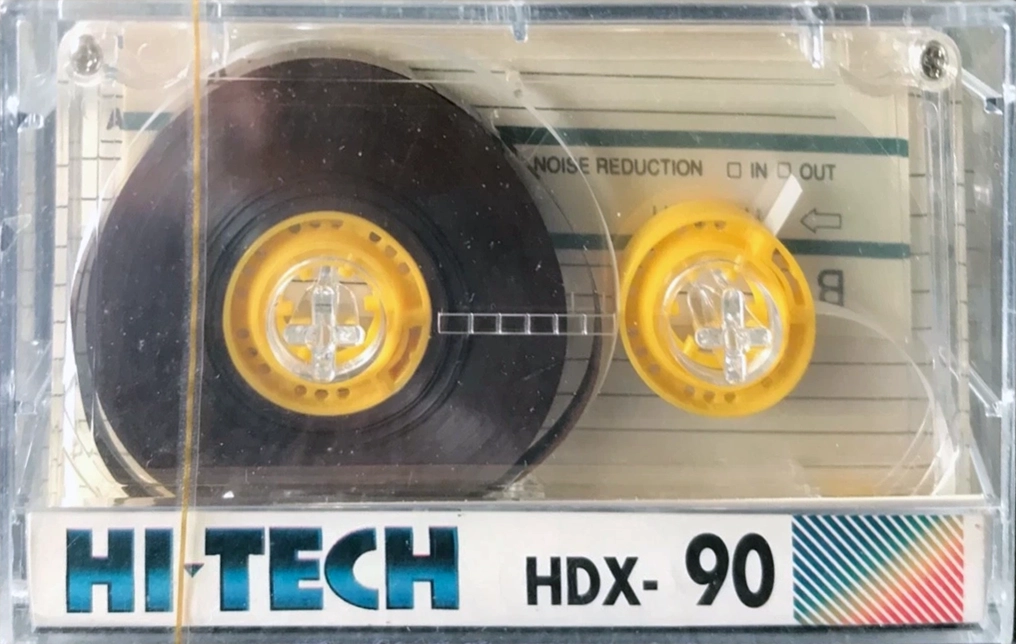 A
NOISE REDUCTION □ IN □ OUT
B
HI-TECH HDX- 90